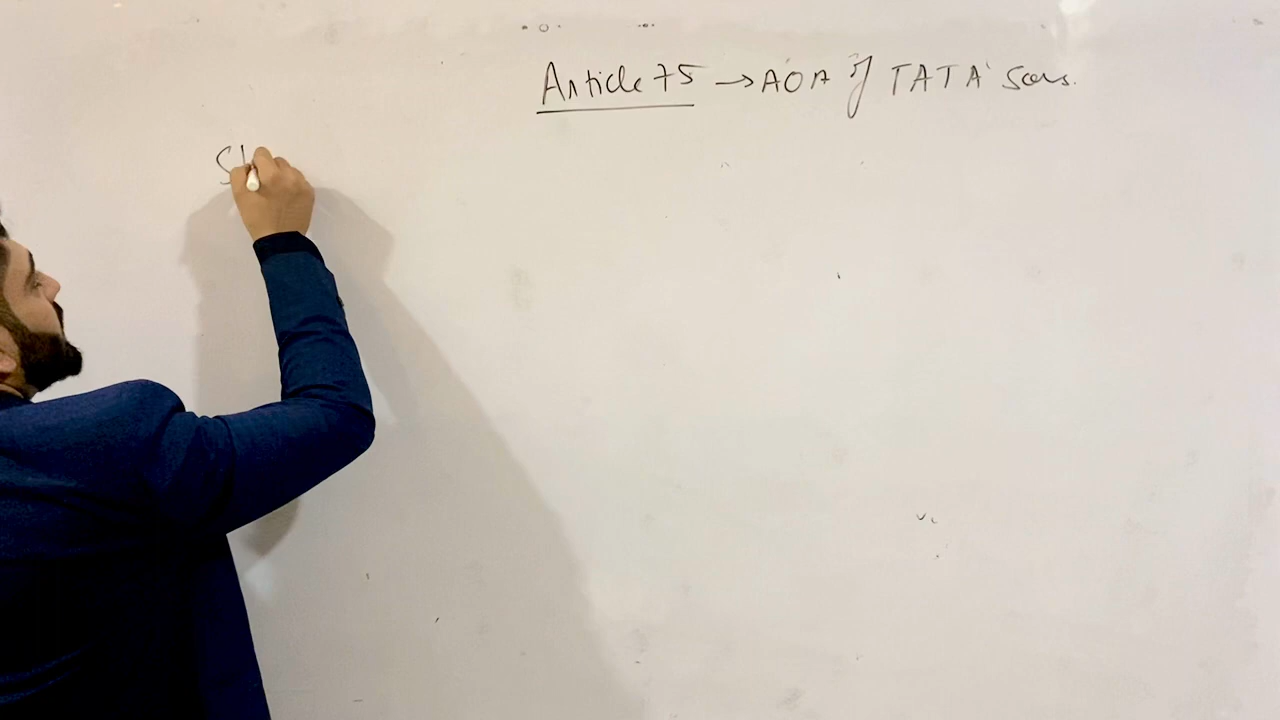 Article 75 → AOA of TATA Sons.